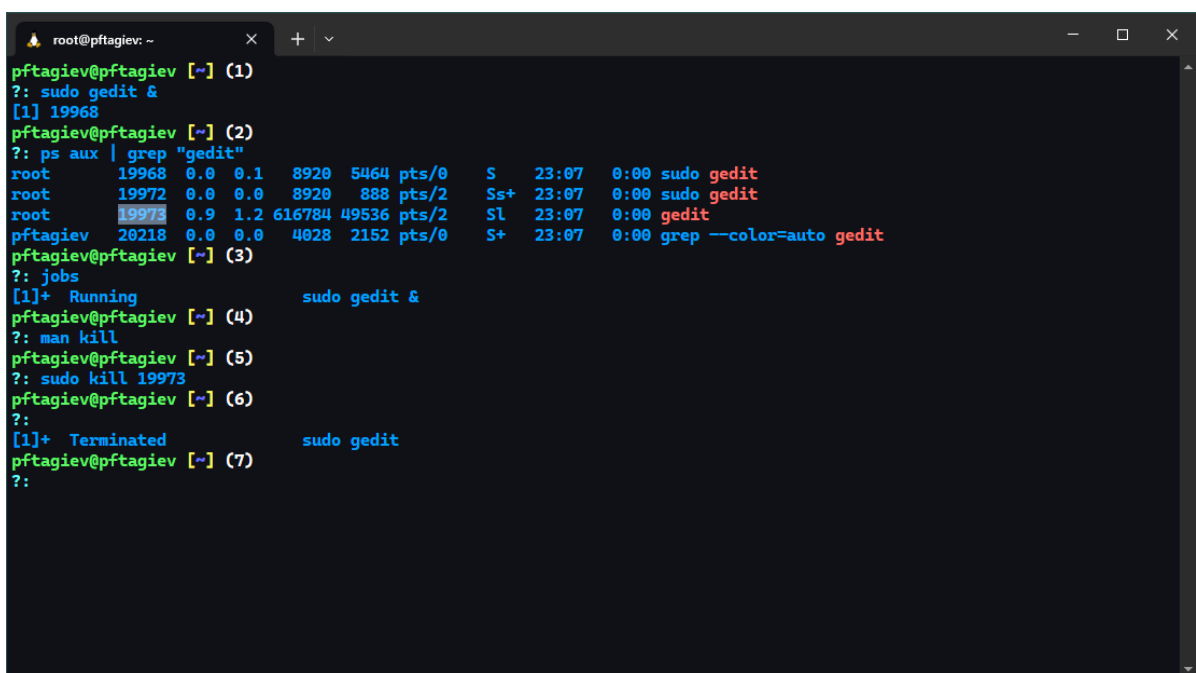 root@pftagiev: ~
pftagiev@pftagiev [~] (1)
?: sudo gedit &
[1] 19968
pftagiev@pftagiev [~] (2)
?: ps aux | grep "gedit"
root       19968  0.0  0.1   8920  5464 pts/0    S    23:07   0:00 sudo gedit
root       19972  0.0  0.0   8920   888 pts/2    Ss+  23:07   0:00 sudo gedit
root       19973  0.9  1.2 616784 49536 pts/2    Sl   23:07   0:00 gedit
pftagiev   20218  0.0  0.0   4028  2152 pts/0    S+   23:07   0:00 grep --color=auto gedit
pftagiev@pftagiev [~] (3)
?: jobs
[1]+  Running                 sudo gedit &
pftagiev@pftagiev [~] (4)
?: man kill
pftagiev@pftagiev [~] (5)
?: sudo kill 19973
pftagiev@pftagiev [~] (6)
?:
[1]+  Terminated              sudo gedit
pftagiev@pftagiev [~] (7)
?: